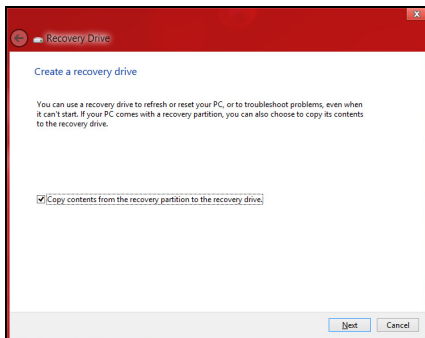 Recovery Drive
Create a recovery drive
You can use a recovery drive to refresh or reset your PC, or to troubleshoot problems, even when
it can't start. If your PC comes with a recovery partition, you can also choose to copy its contents
to the recovery drive.
Copy contents from the recovery partition to the recovery drive.
Next Cancel